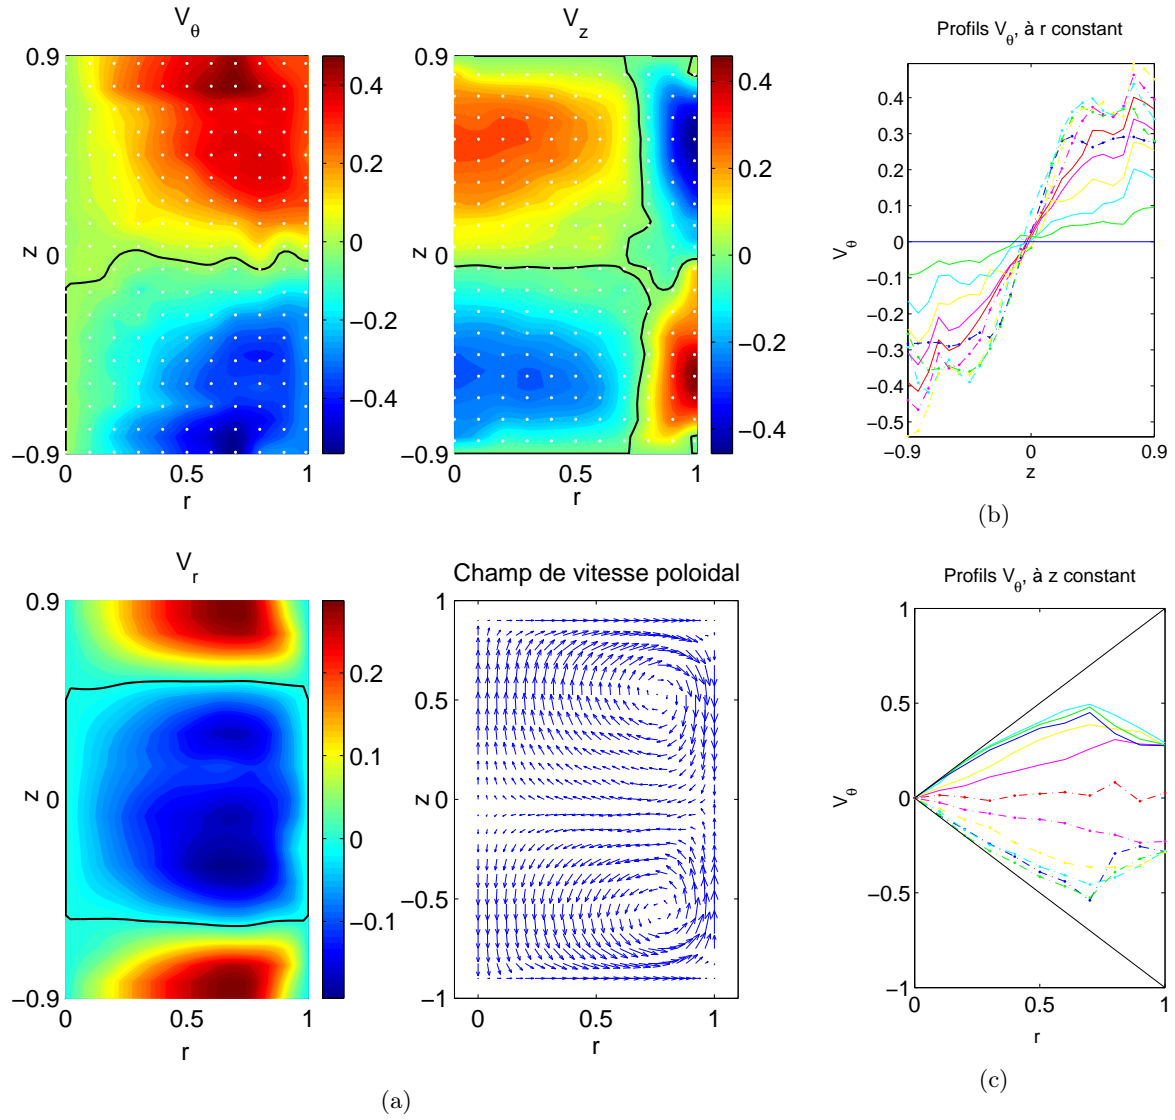 V_θ
0.9
0
−0.9
z
0
0.5
1
r
0.4
0.2
0
−0.2
−0.4
V_z
0.9
z
0
−0.9
0
0.5
1
r
0.4
0.2
0
−0.2
−0.4
Profils V_θ, à r constant
0.4
0.3
0.2
0.1
0
−0.1
−0.2
−0.3
−0.4
−0.5
V_θ
−0.9
0
0.9
z
(b)
V_r
0.9
z
0
−0.9
0
0.5
1
r
0.2
0.1
0
−0.1
Champ de vitesse poloidal
1
0.5
z
0
−0.5
−1
0
0.5
1
r
(a)
Profils V_θ, à z constant
1
0.5
V_θ
0
−0.5
−1
0
0.5
1
r
(c)